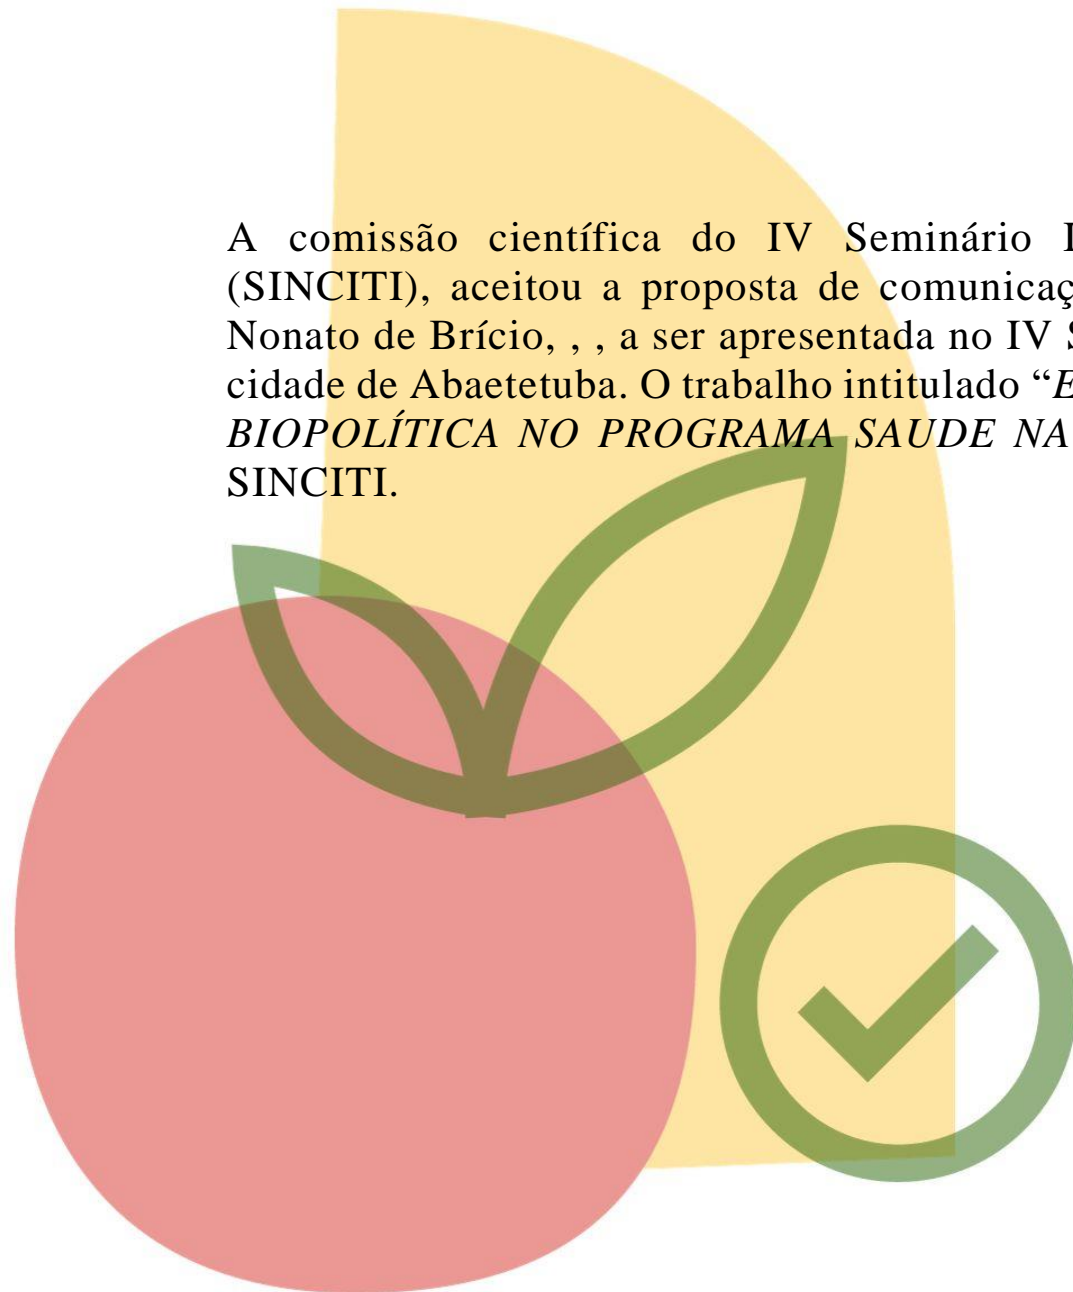 A comissão científica do IV Seminário
(SINCITI), aceitou a proposta de comunicaç
Nonato de Brício, , , a ser apresentada no IV
cidade de Abaetetuba. O trabalho intitulado “
BIOPOLÍTICA NO PROGRAMA SAUDE NA
SINCITI.